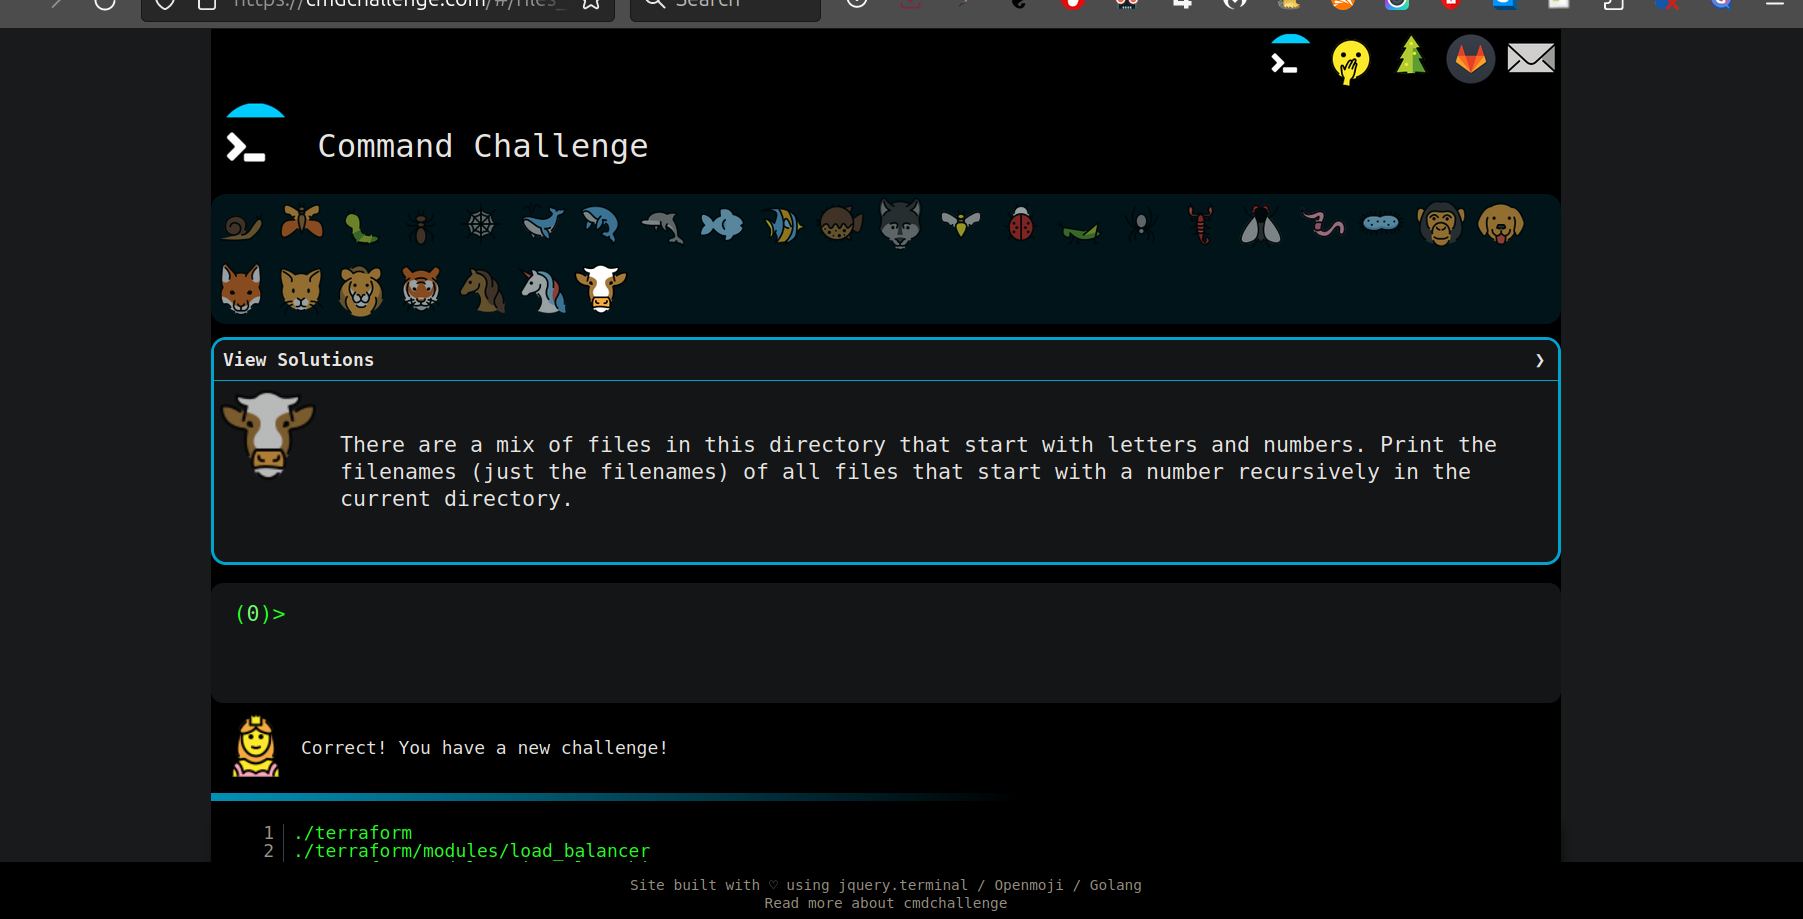 https://cmdchallenge.com/#/files_
Search
Command Challenge
View Solutions
There are a mix of files in this directory that start with letters and numbers. Print the
filenames (just the filenames) of all files that start with a number recursively in the
current directory.
(0)>
Correct! You have a new challenge!
1 ./terraform
2 ./terraform/modules/load_balancer
Site built with ♡ using jquery.terminal / Openmoji / Golang
Read more about cmdchallenge